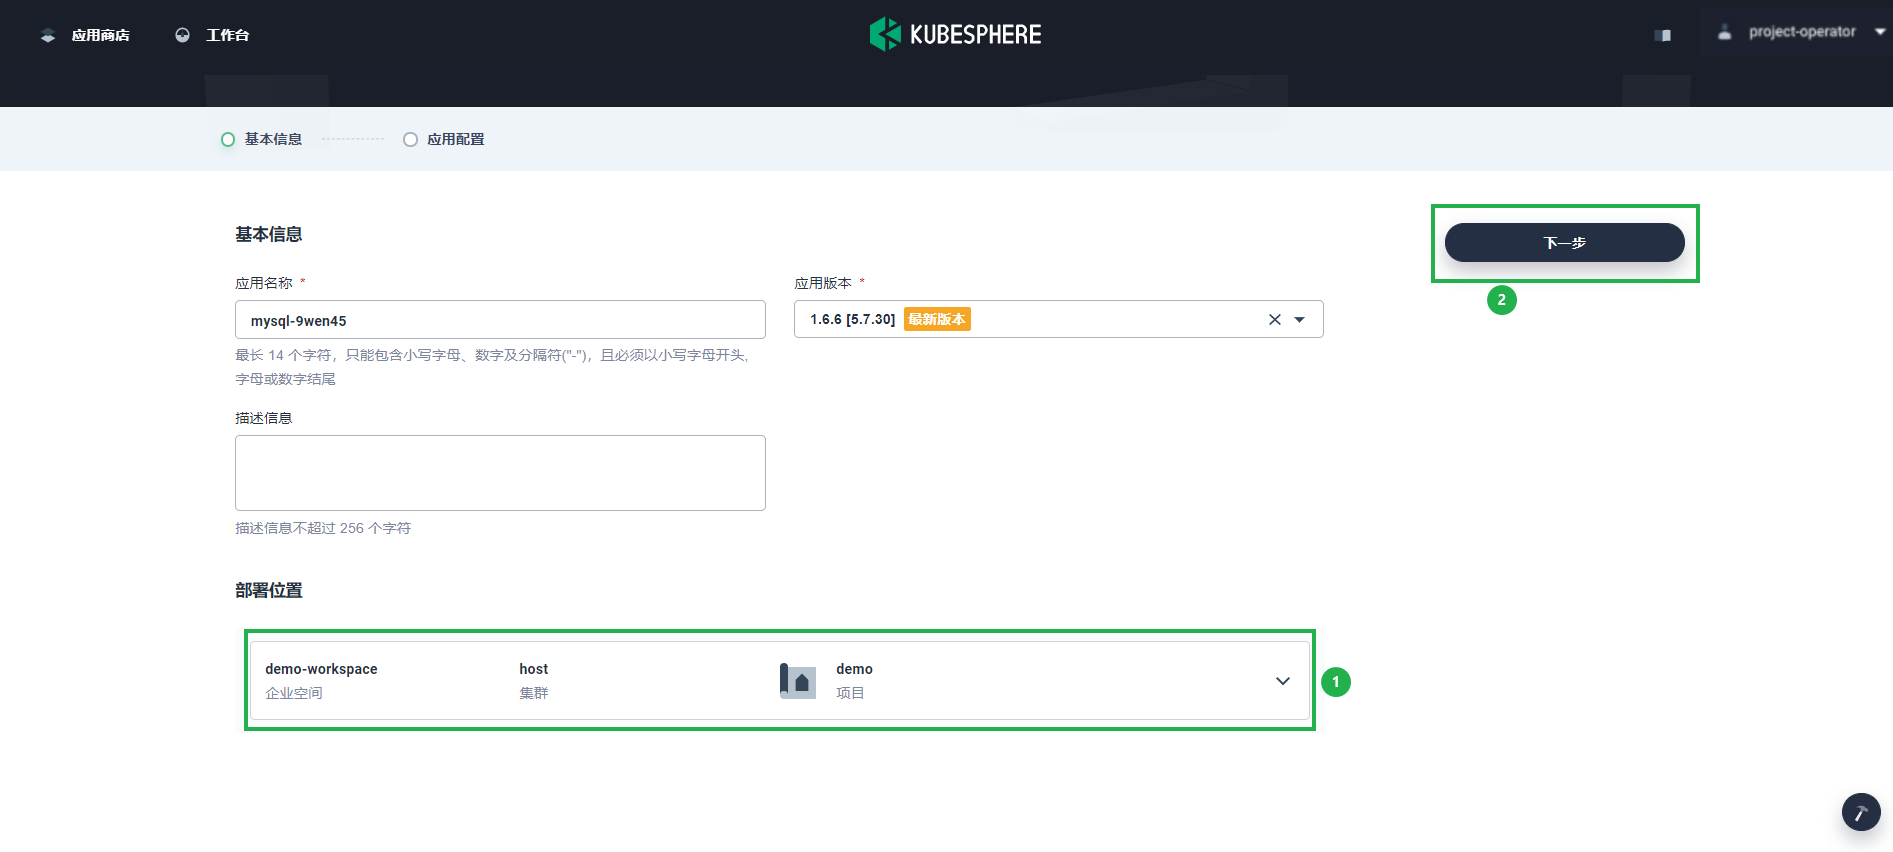 应用商店
工作台
KUBESPHERE
project-operator
基本信息
应用配置
基本信息
下一步
2
应用名称 *
应用版本 *
mysql-9wen45
1.6.6 [5.7.30] 最新版本
最长 14 个字符，只能包含小写字母、数字及分隔符("-")，且必须以小写字母开头,
字母或数字结尾
描述信息
描述信息不超过 256 个字符
部署位置
demo-workspace
企业空间
host
集群
demo
项目
1